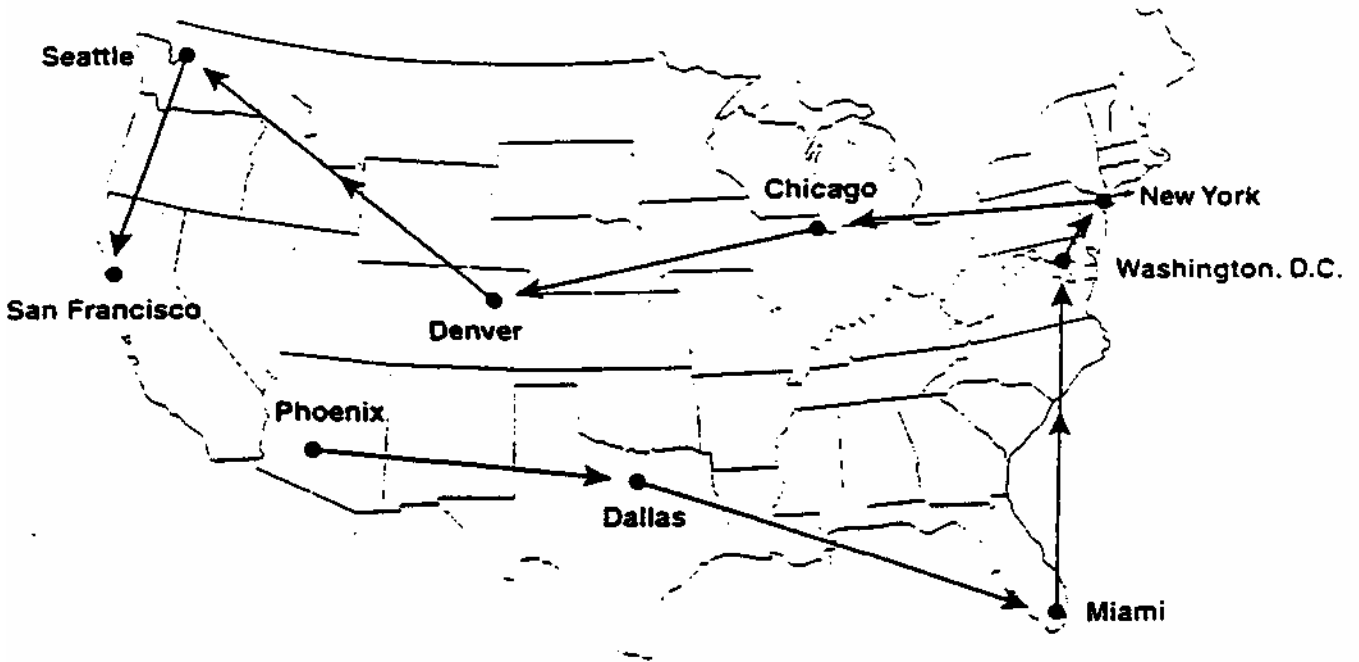 Seattle
Chicago
New York
Washington. D.C.
San Francisco
Denver
Phoenix
Dallas
Miami